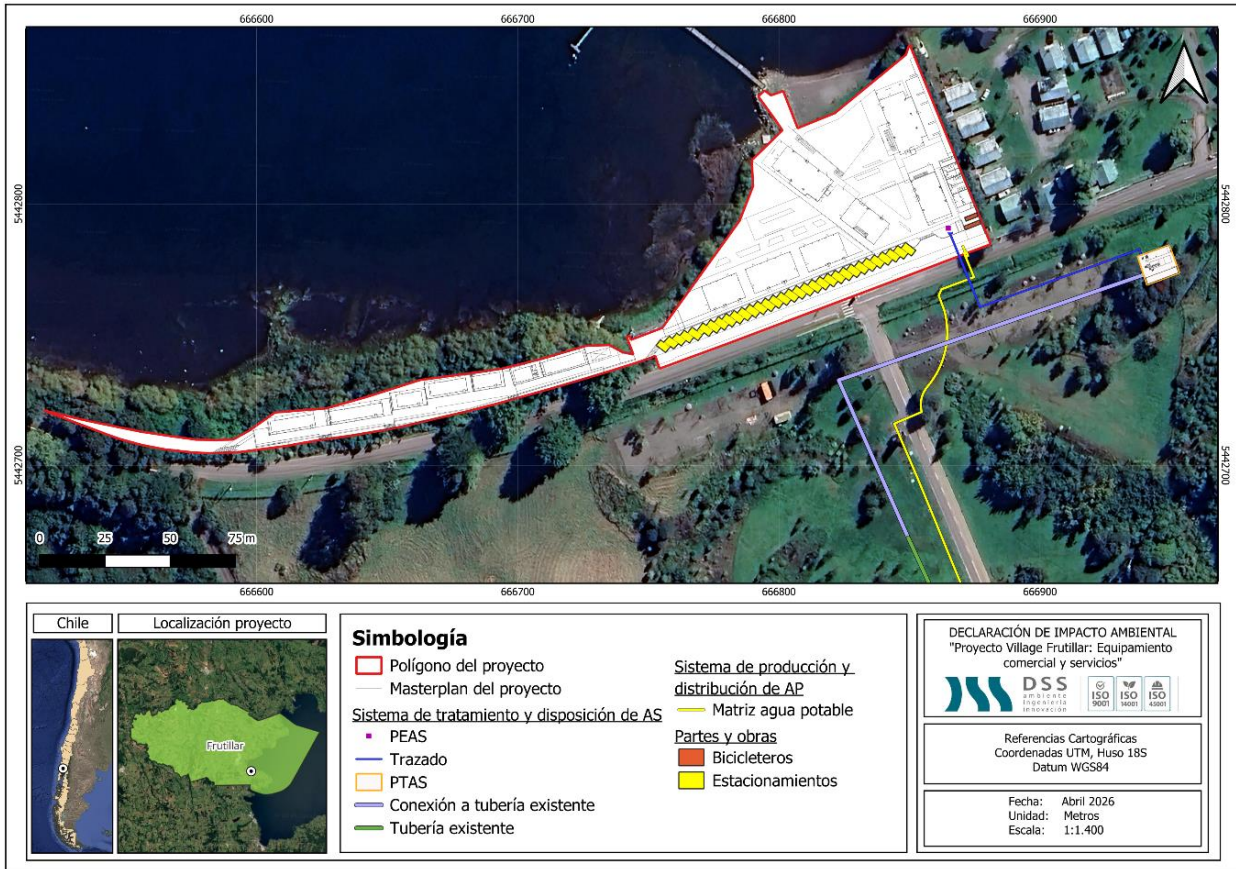 666600 666700 666800 666900
5442800 5442800
5442700 5442700
0 25 50 75 m
666600 666700 666800 666900
Chile
Localización proyecto
Frutillar
Simbología
Polígono del proyecto
Masterplan del proyecto
Sistema de tratamiento y disposición de AS
PEAS
Trazado
PTAS
Conexión a tubería existente
Tubería existente
Sistema de producción y
distribución de AP
Matriz agua potable
Partes y obras
Bicicleteros
Estacionamientos
DECLARACIÓN DE IMPACTO AMBIENTAL
"Proyecto Village Frutillar: Equipamiento
comercial y servicios"
DSS
ambiente
ingeniería
innovación
ISO
9001
ISO
14001
ISO
45001
Referencias Cartográficas
Coordenadas UTM, Huso 18S
Datum WGS84
Fecha: Abril 2026
Unidad: Metros
Escala: 1:1.400